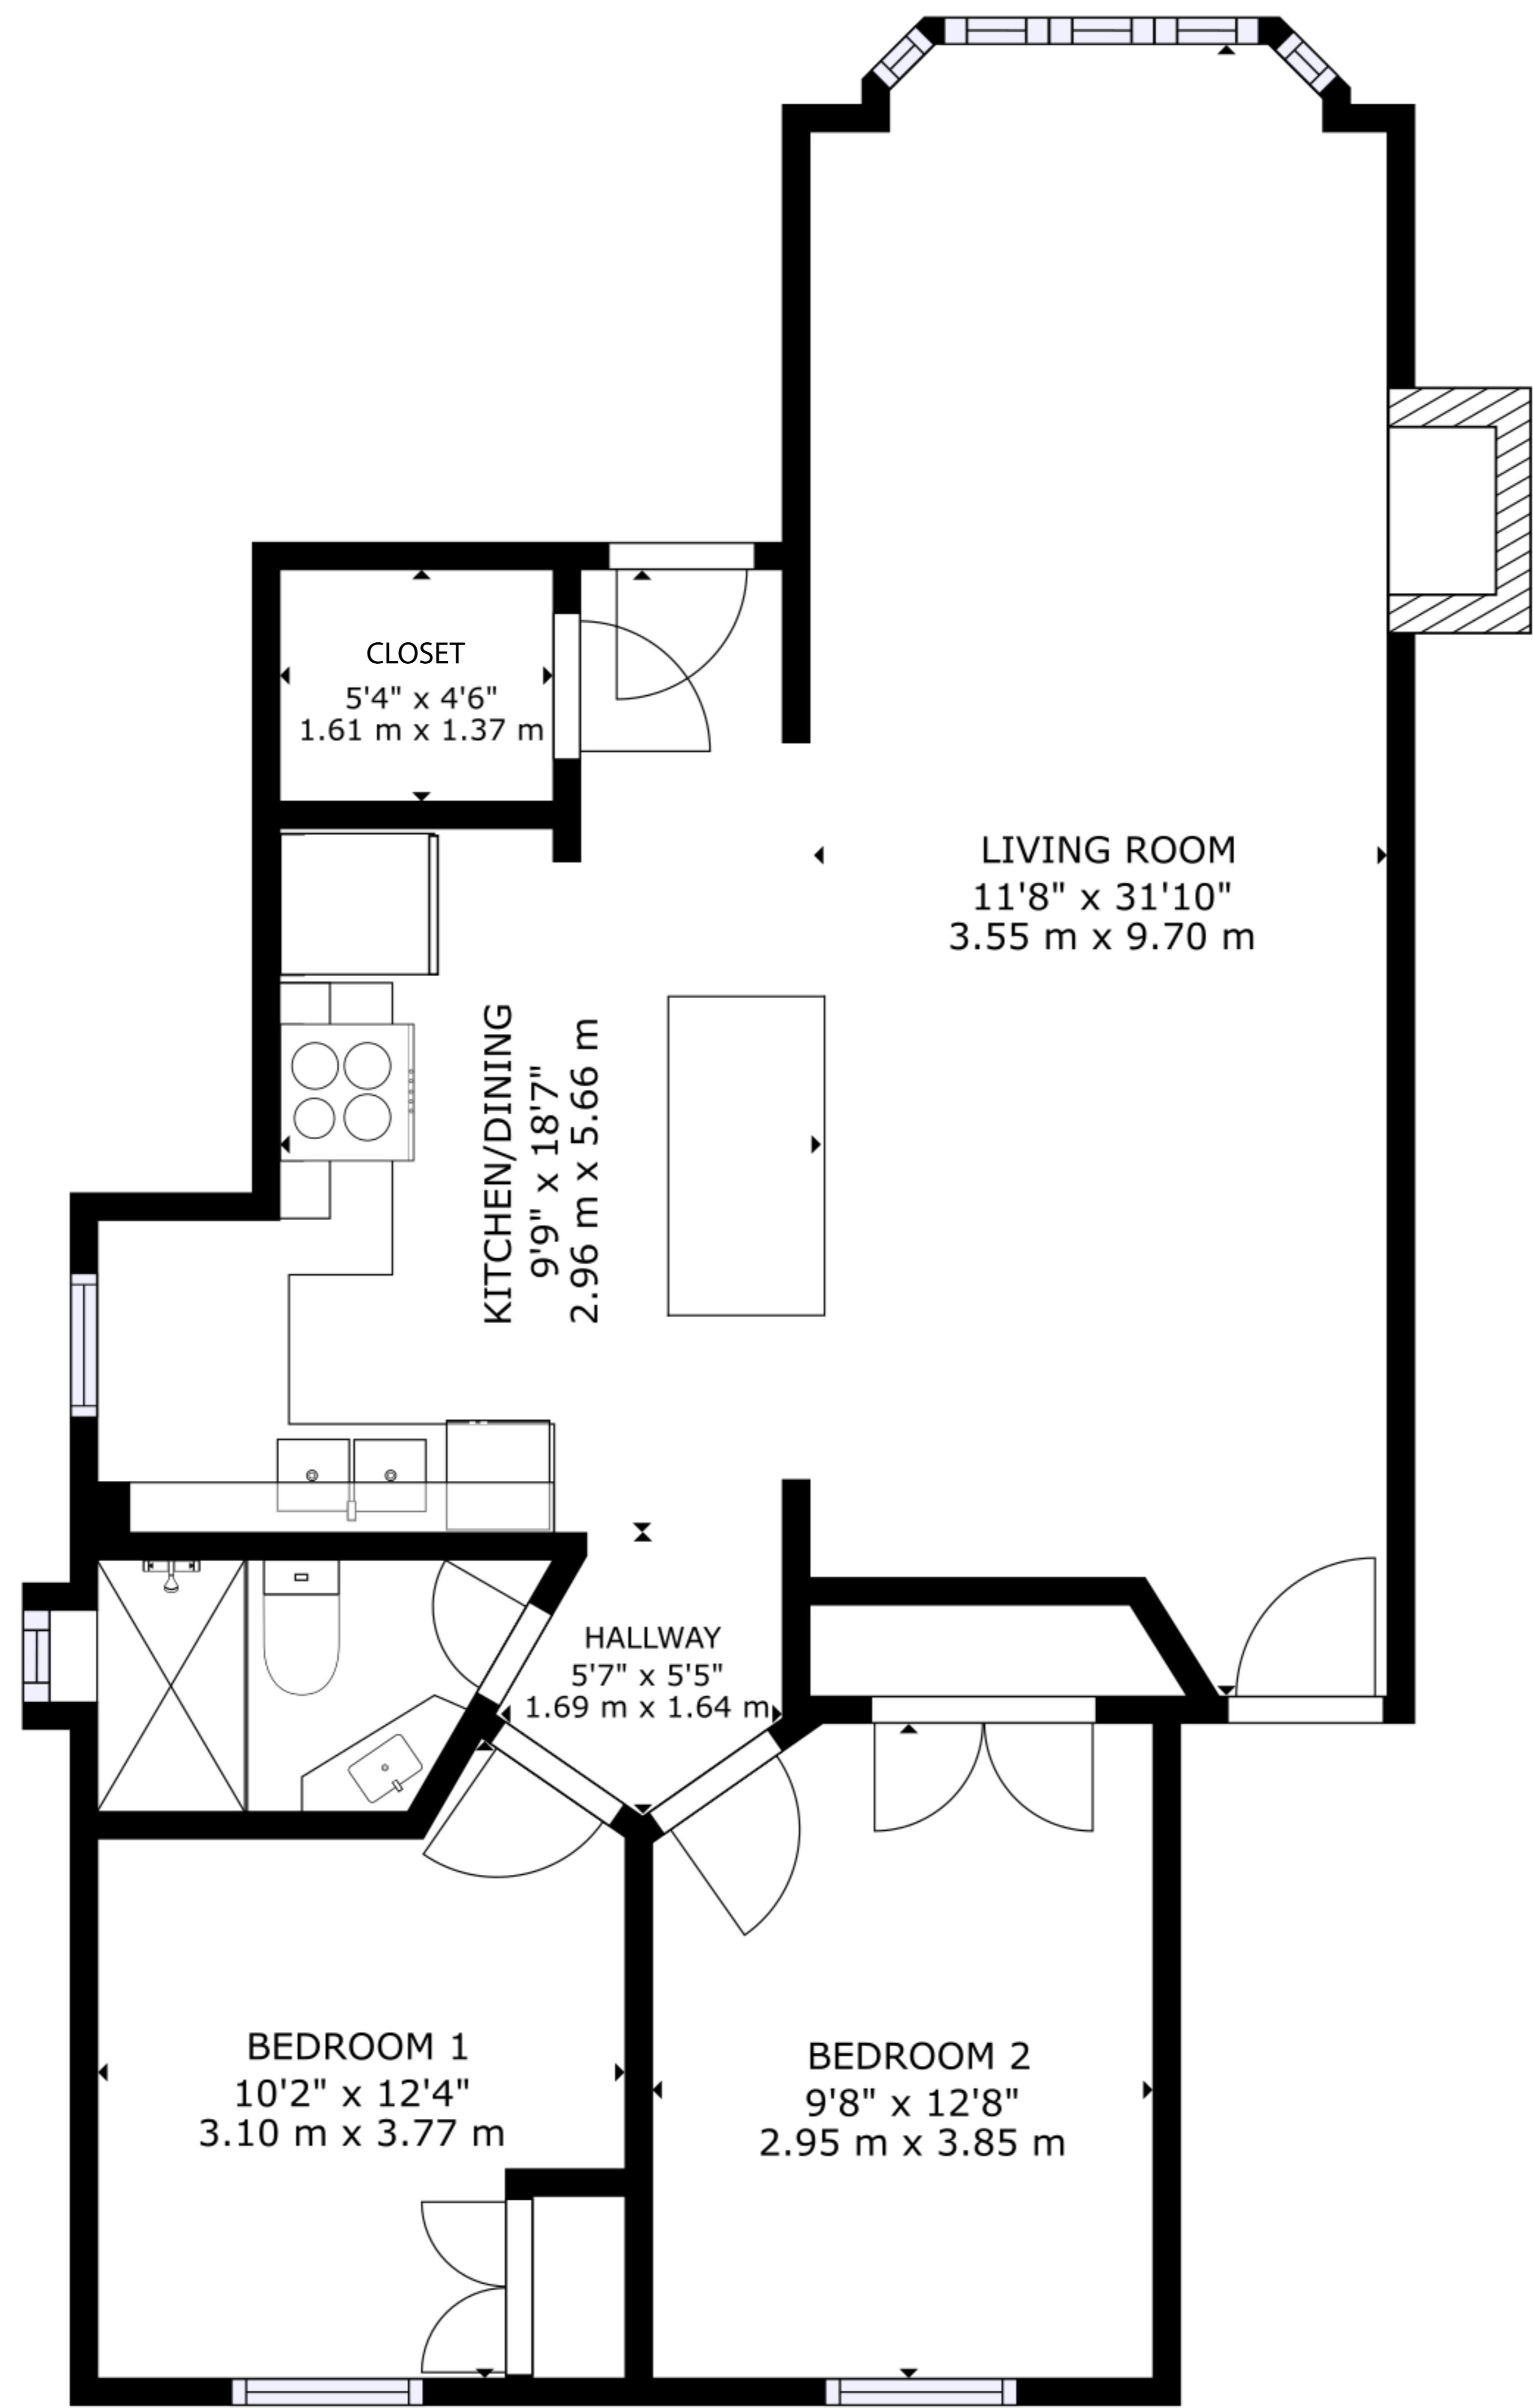 CLOSET
5'4" x 4'6"
1.61 m x 1.37 m
LIVING ROOM
11'8" x 31'10"
3.55 m x 9.70 m
KITCHEN/DINING
9'9" x 18'7"
2.96 m x 5.66 m
HALLWAY
5'7" x 5'5"
1.69 m x 1.64 m
BEDROOM 1
10'2" x 12'4"
3.10 m x 3.77 m
BEDROOM 2
9'8" x 12'8"
2.95 m x 3.85 m